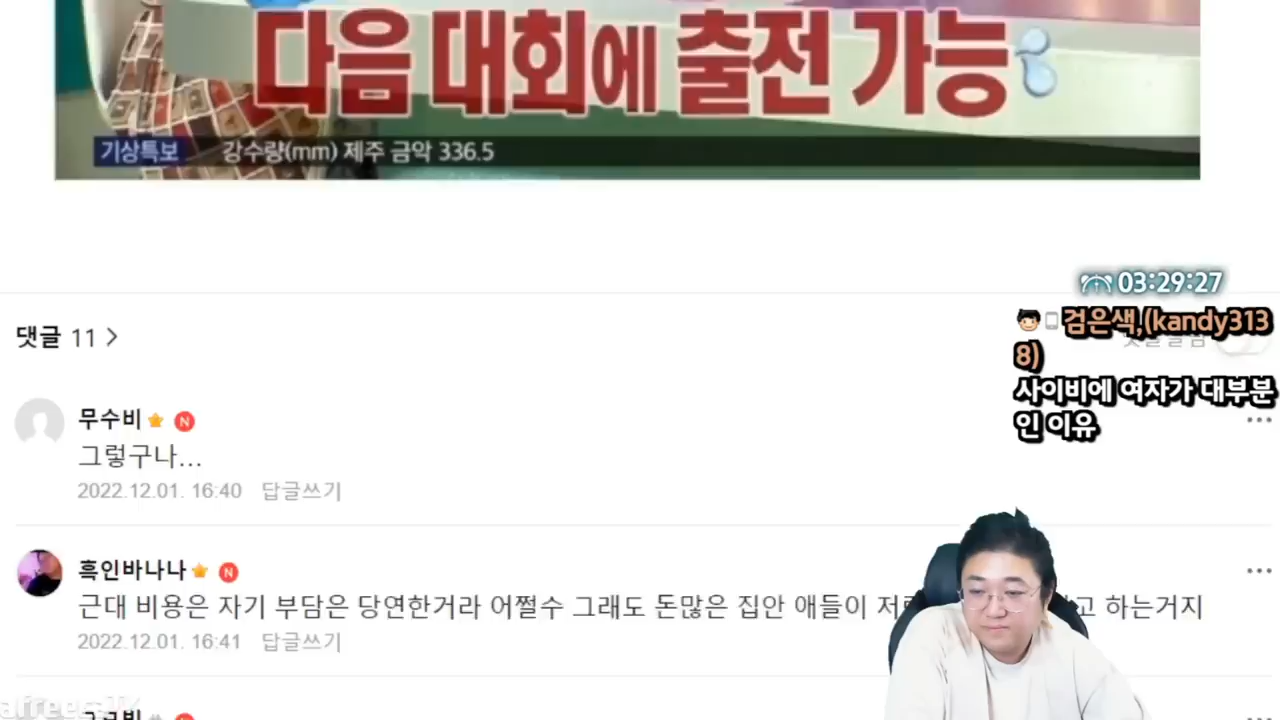 다음 대회에 출전 가능
기상특보 강수량(mm) 제주 금악 336.5
03:29:27
댓글 11 >
검은색,(kandy313
8)
사이비에 여자가 대부분
인 이유
무수비 N
그렇구나...
2022.12.01. 16:40 답글쓰기
흑인바나나 N
근대 비용은 자기 부담은 당연한거라 어쩔수 그래도 돈많은 집안 애들이 하는거지
2022.12.01. 16:41 답글쓰기
afreecaTV